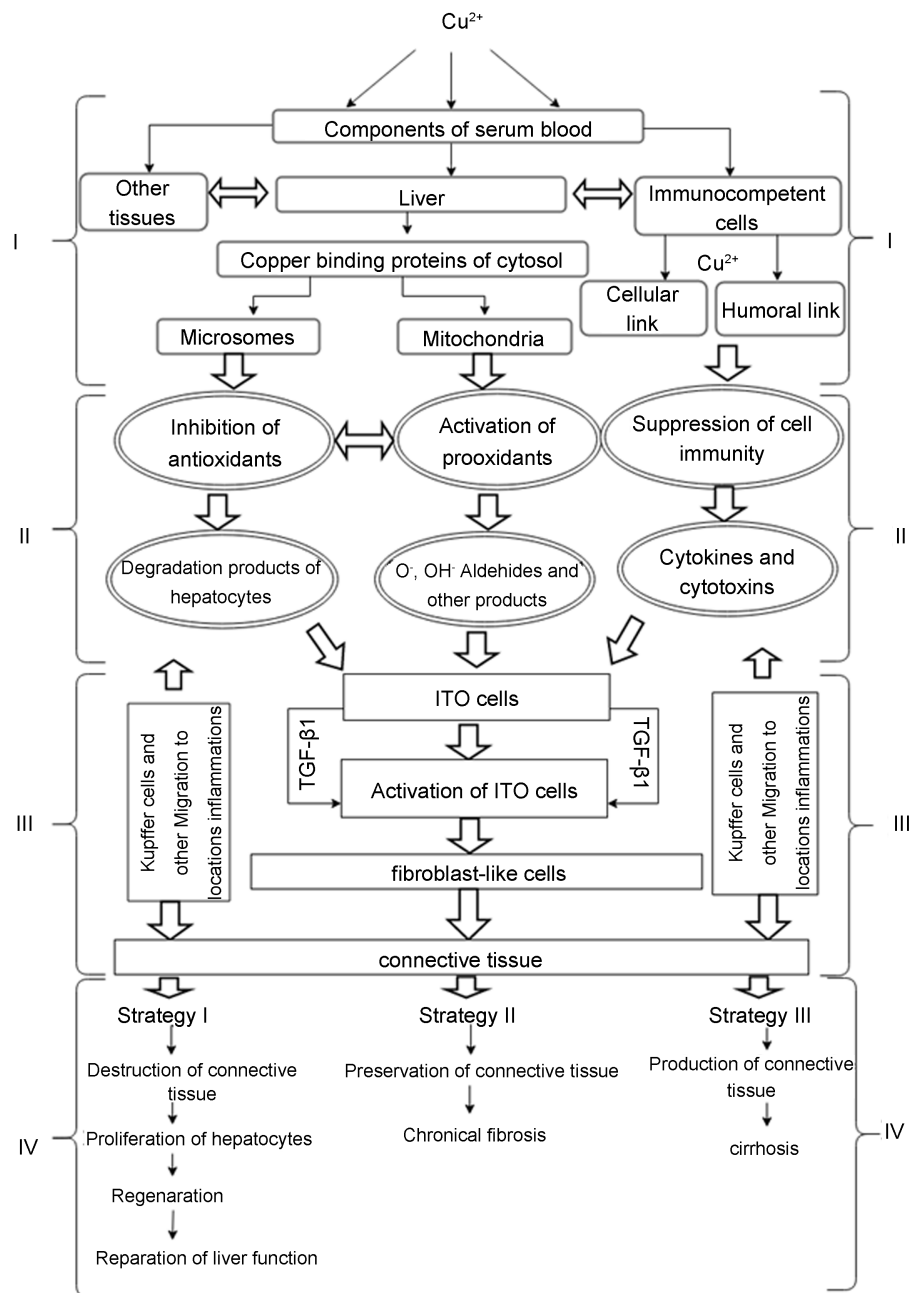 Cu²⁺
Components of serum blood
Other
tissues
Liver
Immunocompetent
cells
I
I
Copper binding proteins of cytosol
Cu²⁺
Cellular
link
Humoral link
Microsomes
Mitochondria
Inhibition of
antioxidants
Activation of
prooxidants
Suppression of cell
immunity
II
II
Degradation products of
hepatocytes
O⁻, OH⁻ Aldehides and
other products
Cytokines and
cytotoxins
ITO cells
TGF-β1
TGF-β1
Activation of ITO cells
Kupffer cells and
other Migration to
locations inflammations
Kupffer cells and
other Migration to
locations inflammations
III
III
fibroblast-like cells
connective tissue
Strategy I
Strategy II
Strategy III
Destruction of connective
tissue
Preservation of connective tissue
Production of connective
tissue
IV
IV
Proliferation of hepatocytes
Chronical fibrosis
cirrhosis
Regenaration
Reparation of liver function